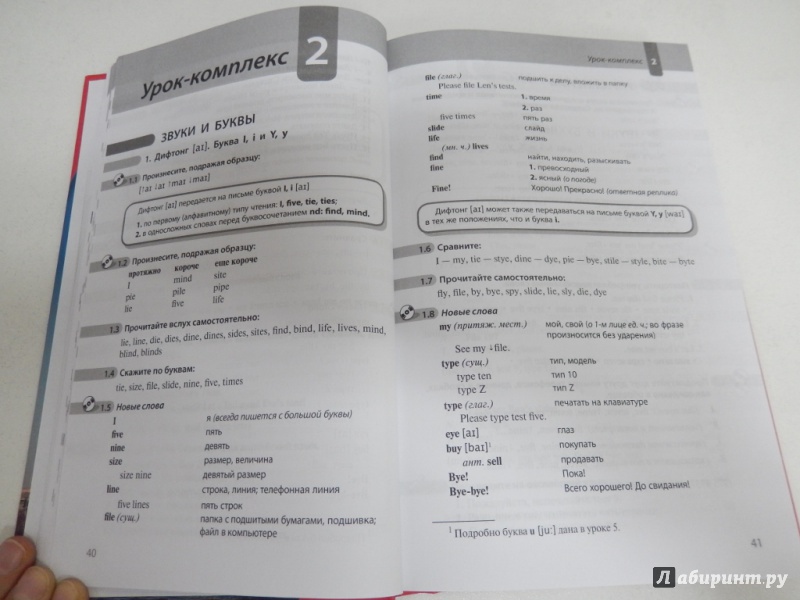 Урок-комплекс 2
ЗВУКИ И БУКВЫ
1. Дифтонг [aɪ]. Буква I, i и Y, y
1.1 Произнесите, подражая образцу:
Дифтонг [aɪ] передается на письме буквой I, i [aɪ]
1. по первому (алфавитному) типу чтения: I, five, tie, ties;
2. в односложных словах перед буквосочетанием nd: find, mind.
1.2 Произнесите, подражая образцу:
протяжно короче еще короче
I mind site
pie pile pipe
lie five life
1.3 Прочитайте вслух самостоятельно:
lie, line, die, dies, dine, dines, sides, sites, find, bind, life, lives, mind,
blind, blinds
1.4 Скажите по буквам:
tie, size, file, slide, nine, five, times
1.5 Новые слова
I я (всегда пишется с большой буквы)
five пять
nine девять
size размер, величина
size nine девятый размер
line строка, линия; телефонная линия
five lines пять строк
file (сущ.) папка с подшитыми бумагами, подшивка;
файл в компьютере
40
Урок-комплекс 2
file (глаг.) подшить к делу, вложить в папку
Please file Len's tests.
time 1. время
2. раз
five times пять раз
slide слайд
life жизнь
(мн. ч.) lives
find найти, находить, разыскивать
fine 1. превосходный
2. ясный (о погоде)
Fine! Хорошо! Прекрасно! (ответная реплика)
Дифтонг [aɪ] может также передаваться на письме буквой Y, y [waɪ]
в тех же положениях, что и буква i.
1.6 Сравните:
I — my, tie — stye, dine — dye, pie — bye, stile — style, bite — byte
1.7 Прочитайте самостоятельно:
fly, file, by, bye, spy, slide, lie, sly, die, dye
1.8 Новые слова
my (притяж. мест.) мой, свой (о 1-м лице ед. ч.; во фразе
произносится без ударения)
See my file.
type (сущ.) тип, модель
type ten тип 10
type Z тип Z
type (глаг.) печатать на клавиатуре
Please type test five.
eye [aɪ] глаз
buy [baɪ]¹ покупать
ант. sell продавать
Bye! Пока!
Bye-bye! Всего хорошего! До свидания!
¹ Подробно буква u [juː] дана в уроке 5.
41
Лабиринт.ру